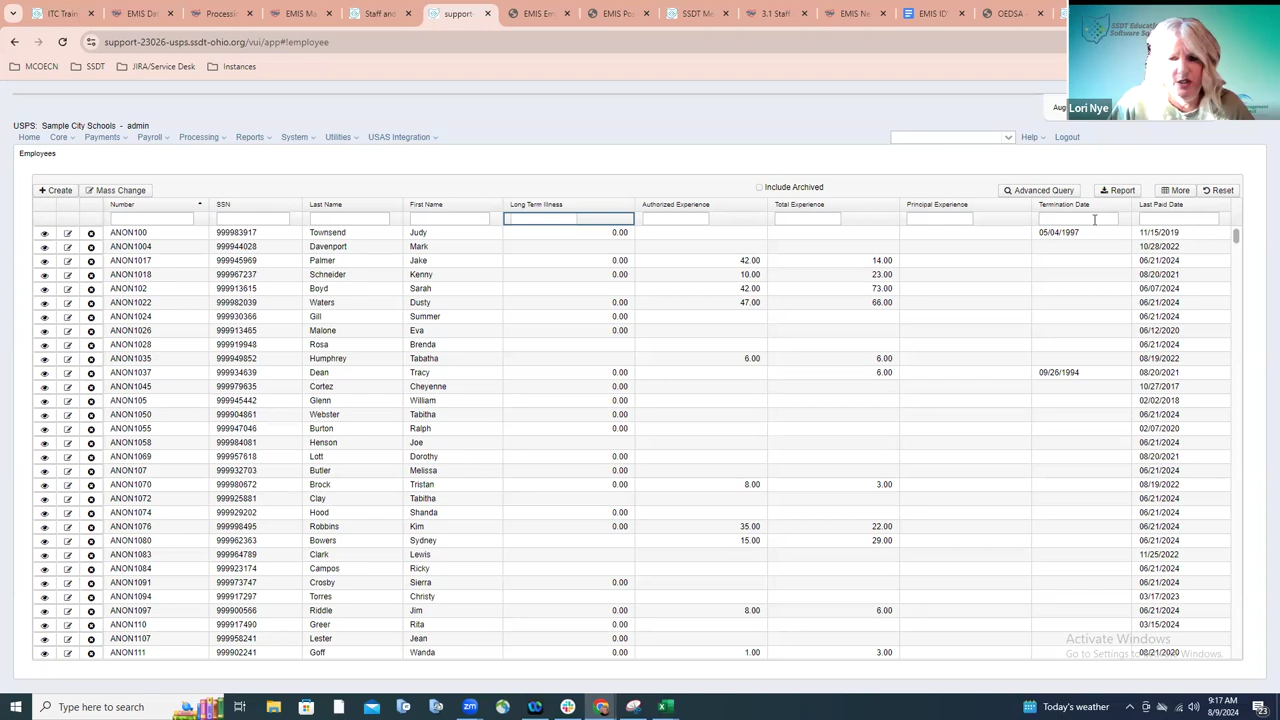 ITC Train
EMIS Dat
Processin
EMIS Ma
Staff and
support-
EMIS Em
EMIS Po
SSDT Me
3.1 Staff
EMIS Ne
EMIS ID
OEDSA -
support-23026-usps.ssdt-ohio.org/vui/app#!employee
MCOECN SSDT JIRA/Service Desk Instances
SSDT Educa
Software So
Lori Nye
Aug
USPS: Sample City Schools - admin
Home Core Payments Payroll Processing Reports System Utilities USAS Integration Help Logout
Employees
+ Create Mass Change Include Archived Advanced Query Report More Reset
Number SSN Last Name First Name Long Term Illness Authorized Experience Total Experience Principal Experience Termination Date Last Paid Date
ANON100 999983917 Townsend Judy 0.00 05/04/1997 11/15/2019
ANON1004 999944028 Davenport Mark 10/28/2022
ANON1017 999945969 Palmer Jake 0.00 42.00 14.00 06/21/2024
ANON1018 999967237 Schneider Kenny 0.00 10.00 23.00 08/20/2021
ANON102 999913615 Boyd Sarah 42.00 73.00 06/07/2024
ANON1022 999982039 Waters Dusty 0.00 47.00 66.00 06/21/2024
ANON1024 999930366 Gill Summer 0.00 06/21/2024
ANON1026 999913465 Malone Eva 0.00 06/12/2020
ANON1028 999919948 Rosa Brenda 06/21/2024
ANON1035 999949852 Humphrey Tabatha 6.00 6.00 08/19/2022
ANON1037 999934639 Dean Tracy 0.00 6.00 09/26/1994 08/20/2021
ANON1045 999979635 Cortez Cheyenne 0.00 10/27/2017
ANON105 999945442 Glenn William 0.00 02/02/2018
ANON1050 999904861 Webster Tabitha 0.00 06/21/2024
ANON1055 999947046 Burton Ralph 0.00 02/07/2020
ANON1058 999984081 Henson Joe 06/21/2024
ANON1069 999957618 Lott Dorothy 0.00 08/20/2021
ANON107 999932703 Butler Melissa 0.00 06/21/2024
ANON1070 999980672 Brock Tristan 0.00 8.00 3.00 08/19/2022
ANON1072 999925881 Clay Tabitha 06/21/2024
ANON1074 999929202 Hood Shanda 0.00 06/21/2024
ANON1076 999998495 Robbins Kim 0.00 35.00 22.00 06/21/2024
ANON1080 999962363 Bowers Sydney 15.00 29.00 06/21/2024
ANON1083 999964789 Clark Lewis 11/25/2022
ANON1084 999923174 Campos Ricky 06/21/2024
ANON1091 999973747 Crosby Sierra 0.00 06/21/2024
ANON1094 999917297 Torres Christy 03/17/2023
ANON1097 999900566 Riddle Jim 0.00 8.00 6.00 06/21/2024
ANON110 999917490 Greer Rita 0.00 03/15/2024
ANON1107 999958241 Lester Jean 0.00 06/21/2024
ANON111 999902241 Goff Wanda 0.00 1.00 3.00 08/21/2020
Activate Windows
Go to Settings to activate Windows.
Type here to search
Today's weather
9:17 AM
8/9/2024
23